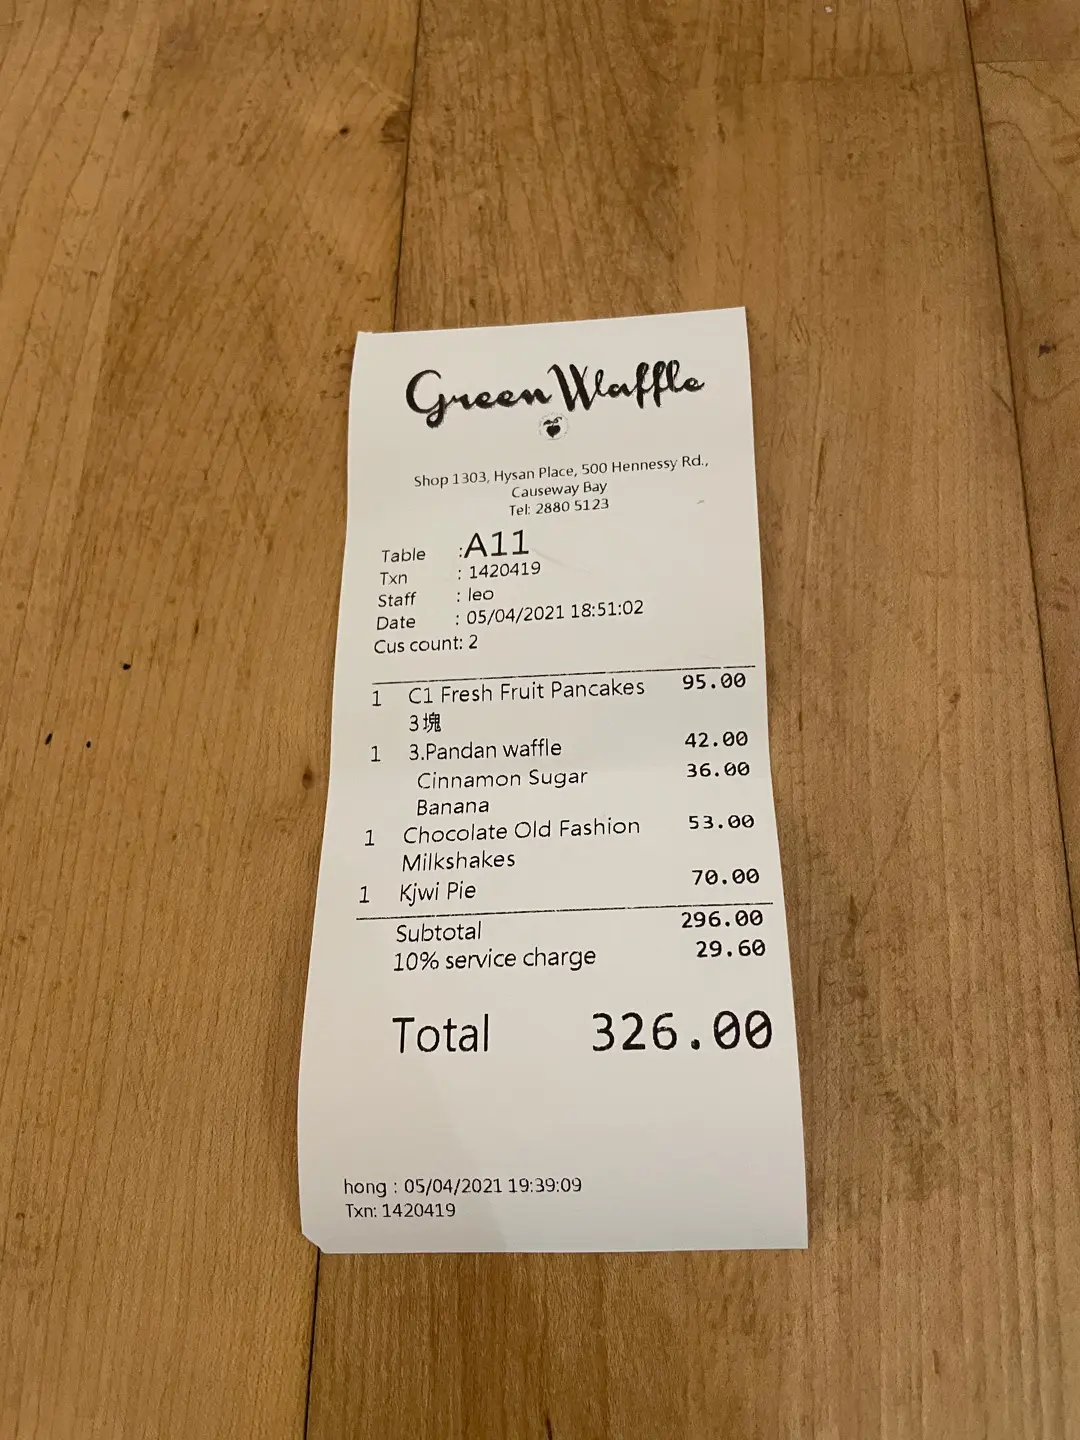 Green Waffle
Shop 1303, Hysan Place, 500 Hennessy Rd.,
Causeway Bay
Tel: 2880 5123
Table :A11
Txn : 1420419
Staff : leo
Date : 05/04/2021 18:51:02
Cus count: 2
1 C1 Fresh Fruit Pancakes 95.00
3塊
1 3.Pandan waffle 42.00
Cinnamon Sugar 36.00
Banana
1 Chocolate Old Fashion 53.00
Milkshakes
1 Kjwi Pie 70.00
Subtotal 296.00
10% service charge 29.60
Total 326.00
hong : 05/04/2021 19:39:09
Txn: 1420419